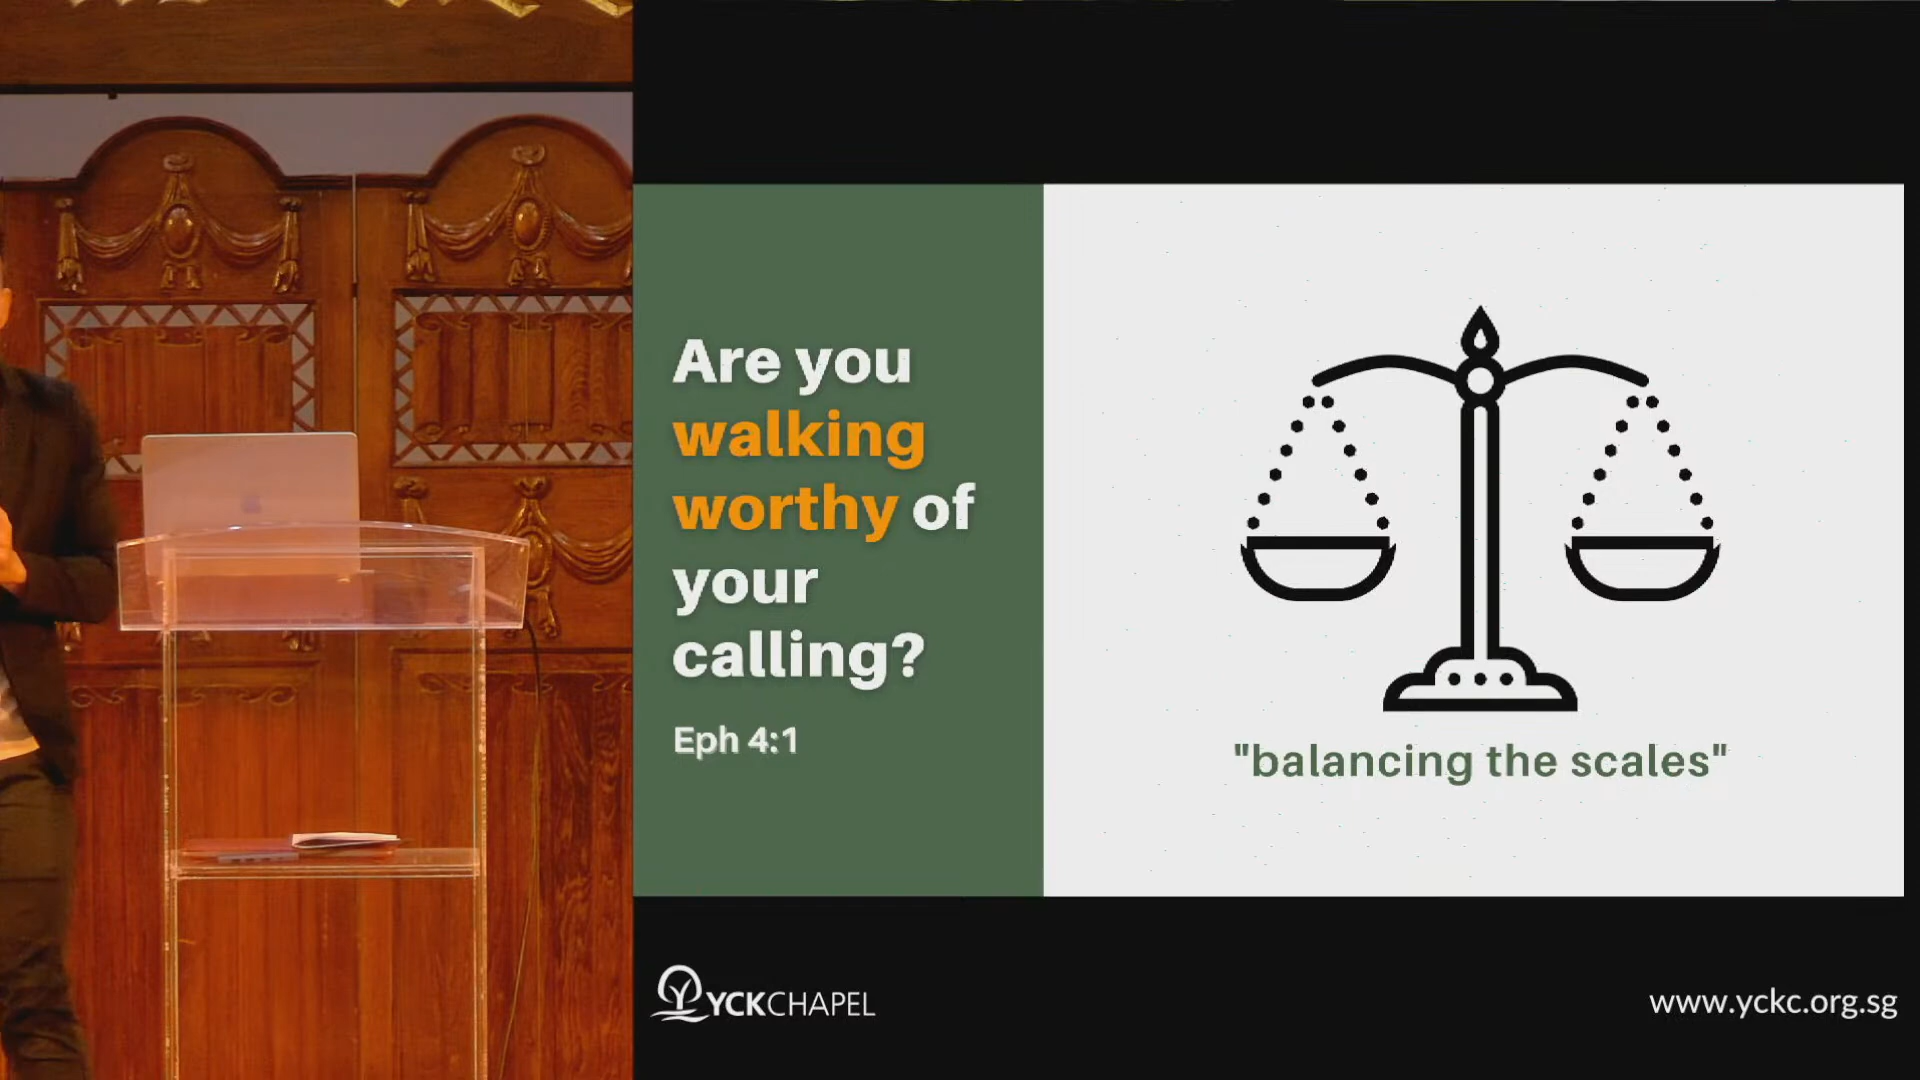 Are you
walking
worthy of
your
calling?
Eph 4:1
"balancing the scales"
YCKCHAPEL
www.yckc.org.sg